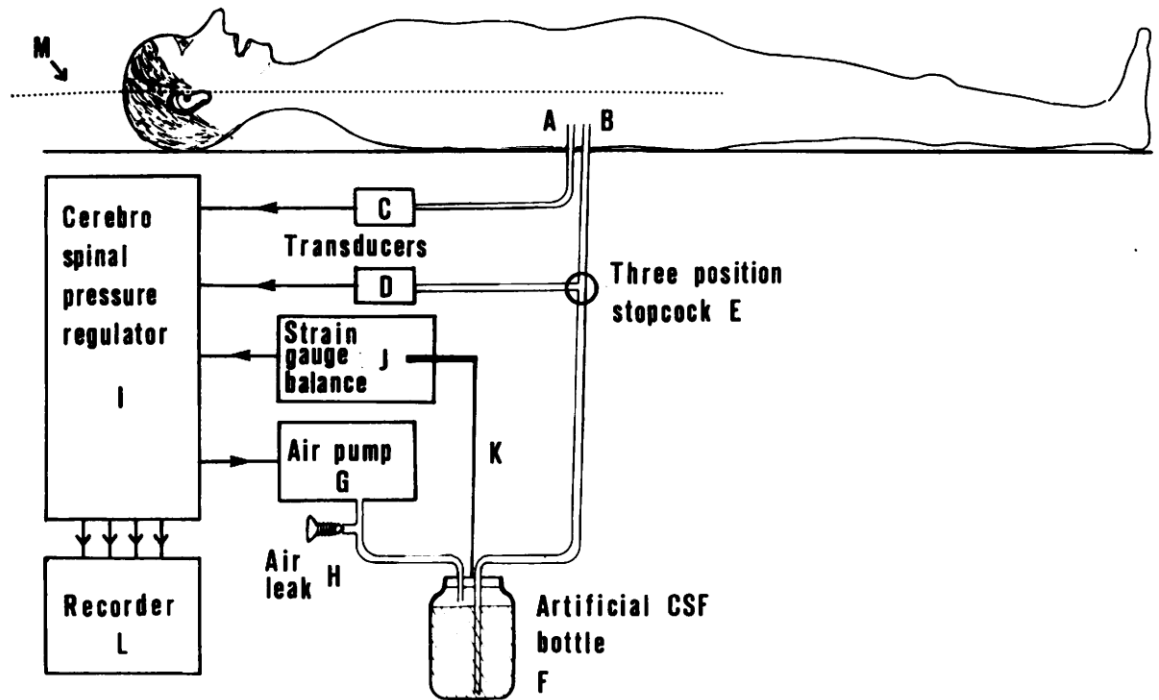 M
A B
Cerebro
spinal
pressure
regulator
I
C
Transducers
D
Three position
stopcock E
Strain
gauge J
balance
K
Air pump
G
Air
leak H
Recorder
L
Artificial CSF
bottle
F